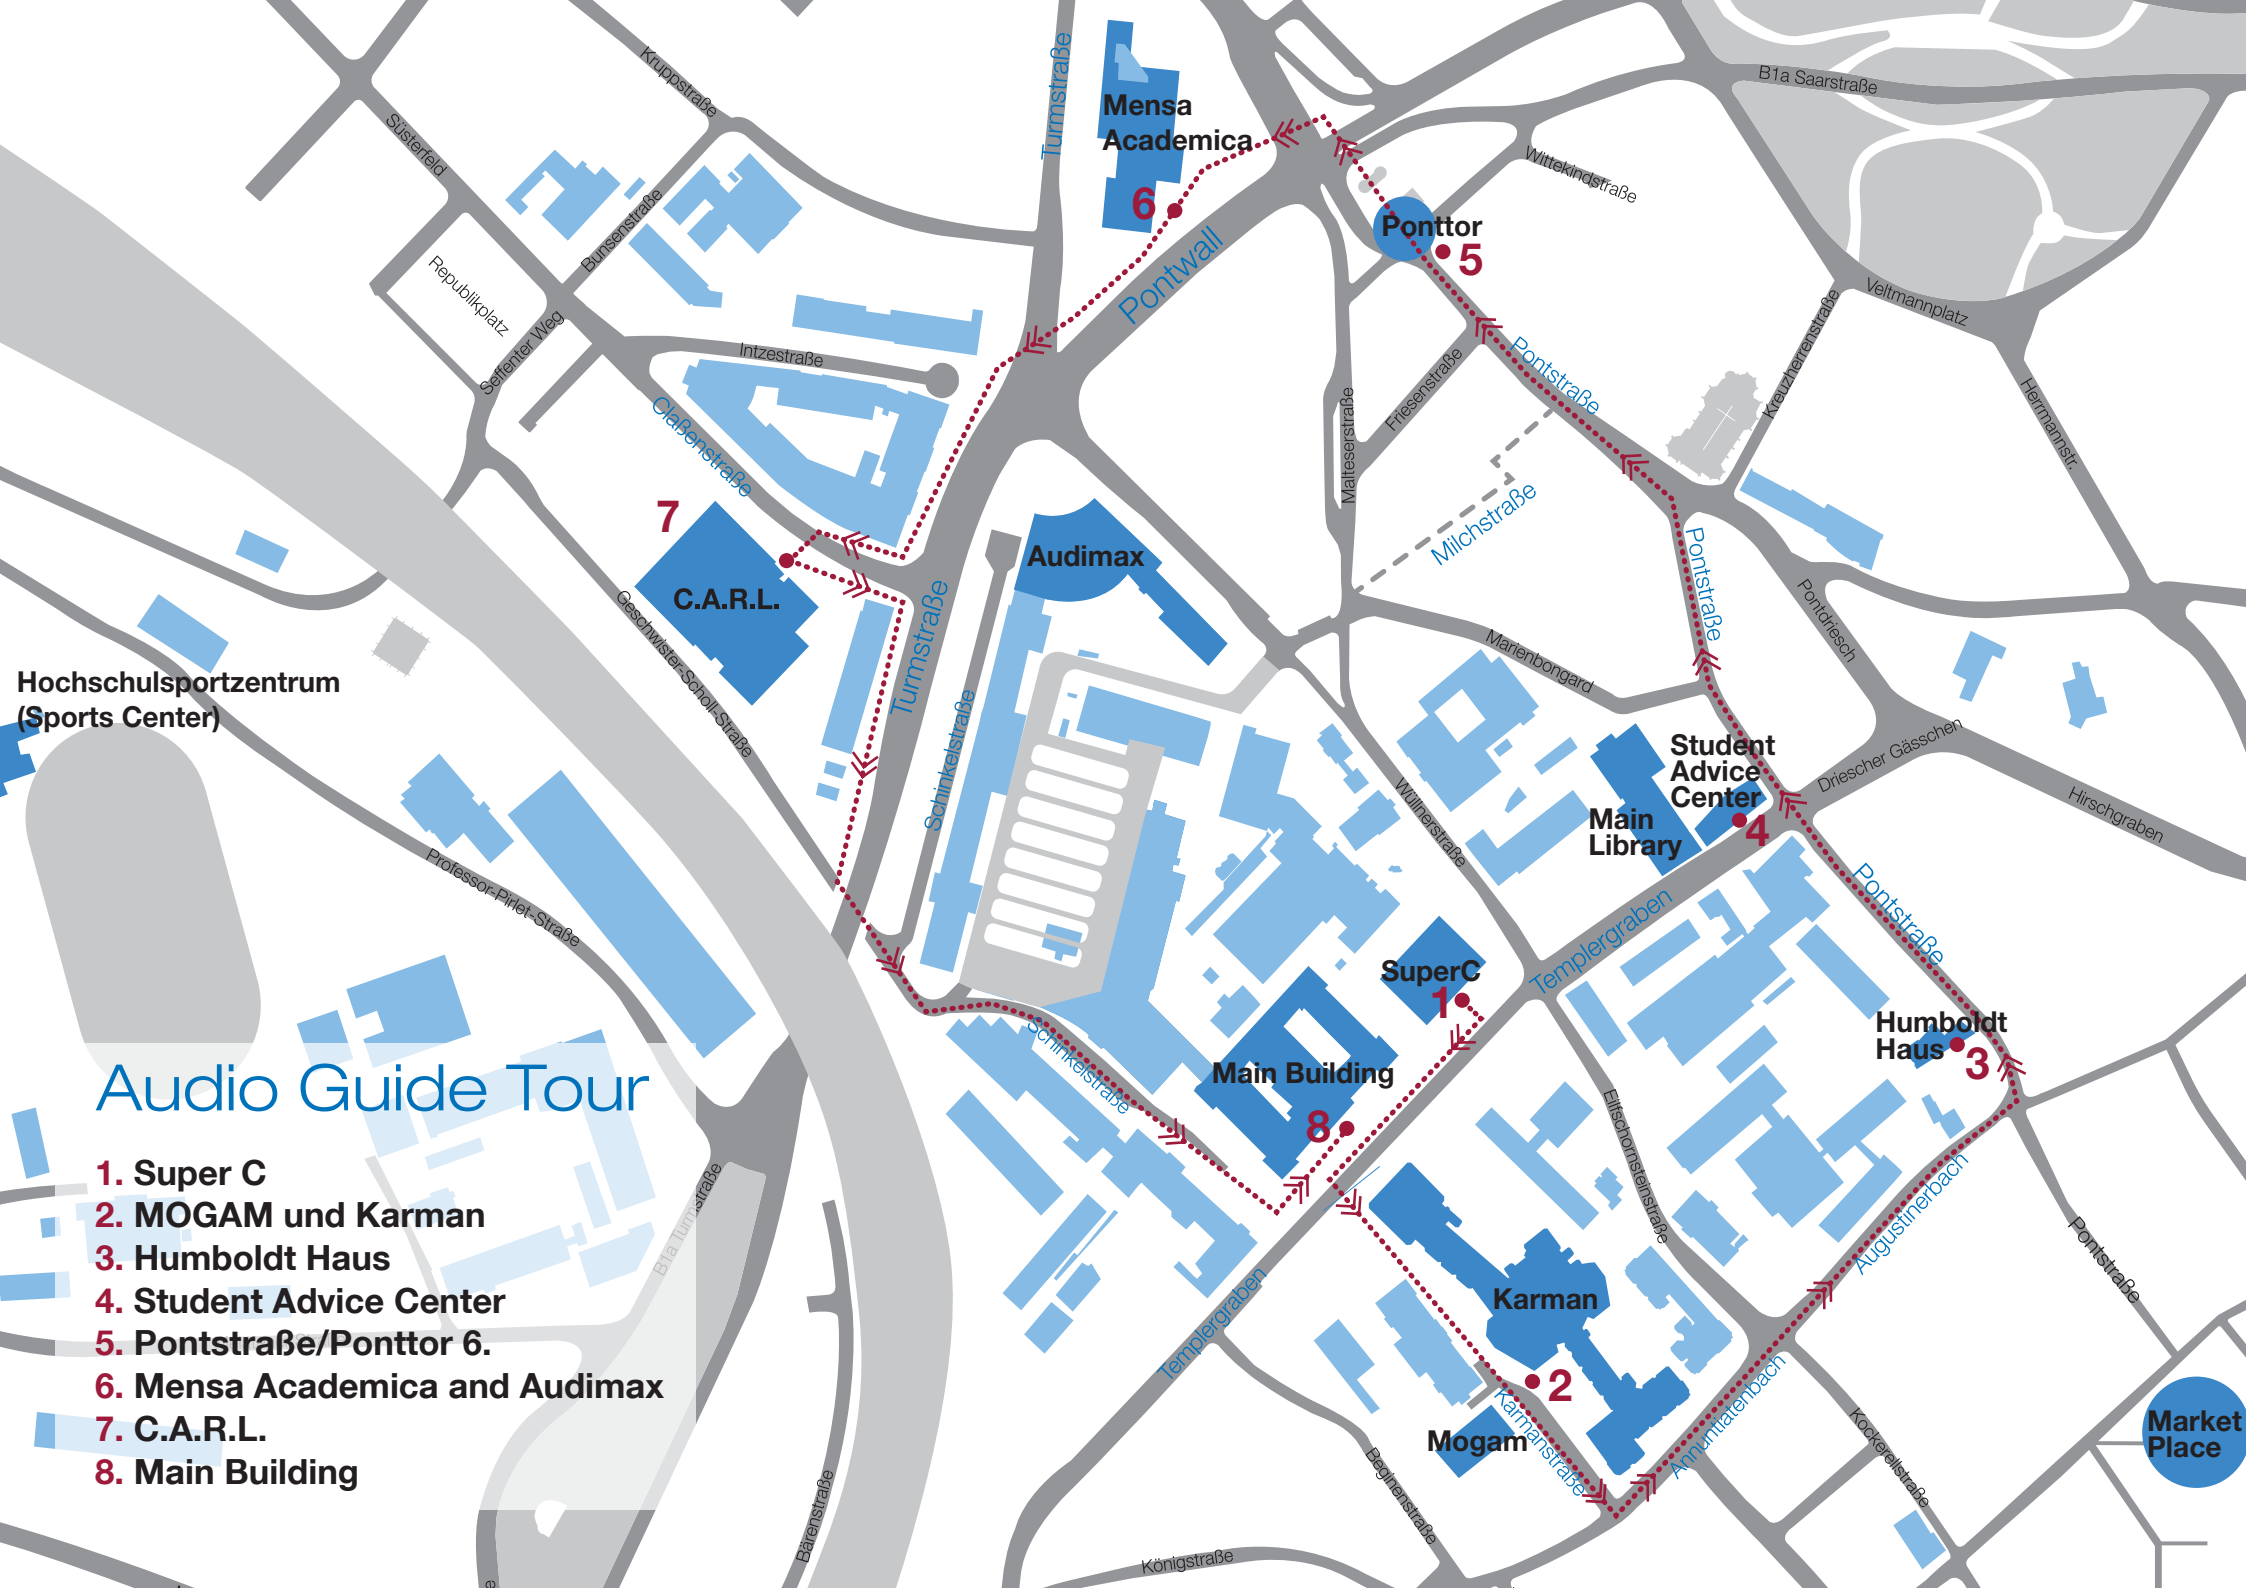 Kruppstraße
Turmstraße
Mensa
Academica
B1a Saarstraße
Süsterfeld
Wittekindstraße
Bunsenstraße
6
Ponttor
5
Pontwall
Republikplatz
Seffenter Weg
Intzestraße
Kreuzherrenstraße
Veltmannplatz
Pontstraße
Friesenstraße
Malteserstraße
Herrmannstr.
Claßenstraße
7
C.A.R.L.
Audimax
Milchstraße
Pontstraße
Pontdriesch
Geschwister-Scholl-Straße
Turmstraße
Marienbongard
Hochschulsportzentrum
(Sports Center)
Schinkelstraße
Student
Advice
Center
4
Main
Library
Driescher Gässchen
Hirschgraben
Wüllnerstraße
Professor-Pirlet-Straße
Templergraben
Pontstraße
SuperC
1
Main Building
8
Humboldt
Haus
3
Schinkelstraße
Eilfschornsteinstraße
Augustinerbach
Pontstraße
B1a Turmstraße
Templergraben
Karman
2
Mogam
Karmanstraße
Annuntiatenbach
Kockerellstraße
Market
Place
Beginenstraße
Bärenstraße
Königstraße
Audio Guide Tour
1. Super C
2. MOGAM und Karman
3. Humboldt Haus
4. Student Advice Center
5. Pontstraße/Ponttor 6.
6. Mensa Academica and Audimax
7. C.A.R.L.
8. Main Building